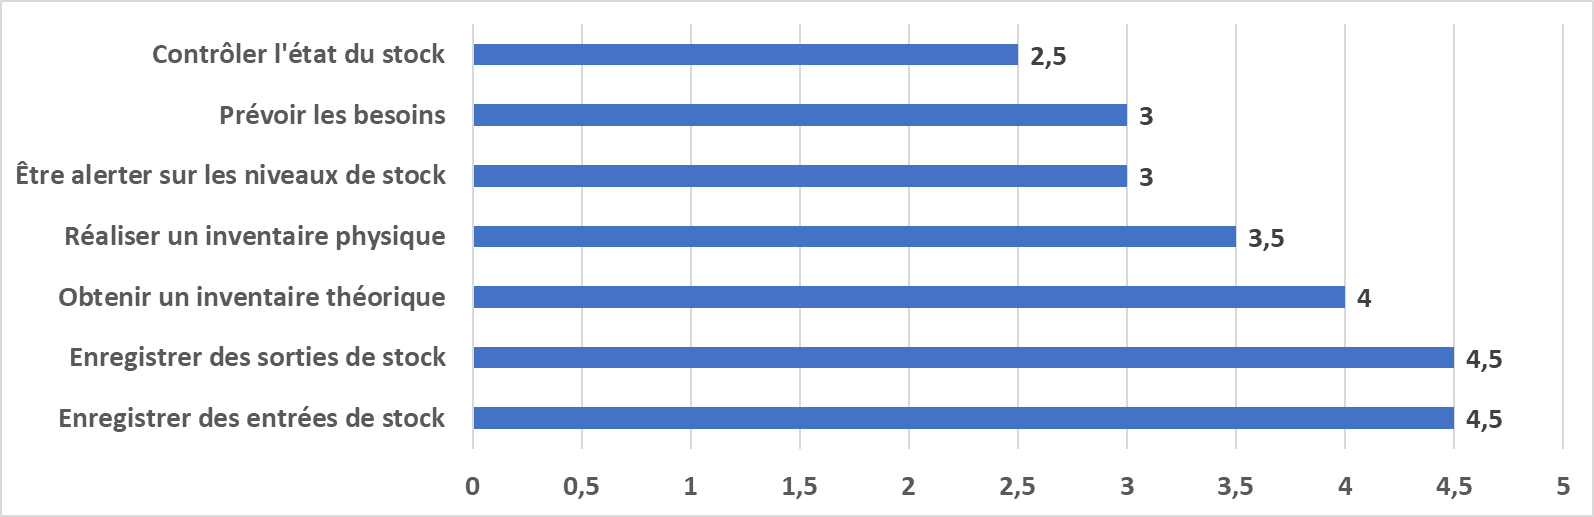 Contrôler l'état du stock 2,5
Prévoir les besoins 3
Être alerter sur les niveaux de stock 3
Réaliser un inventaire physique 3,5
Obtenir un inventaire théorique 4
Enregistrer des sorties de stock 4,5
Enregistrer des entrées de stock 4,5
0 0,5 1 1,5 2 2,5 3 3,5 4 4,5 5